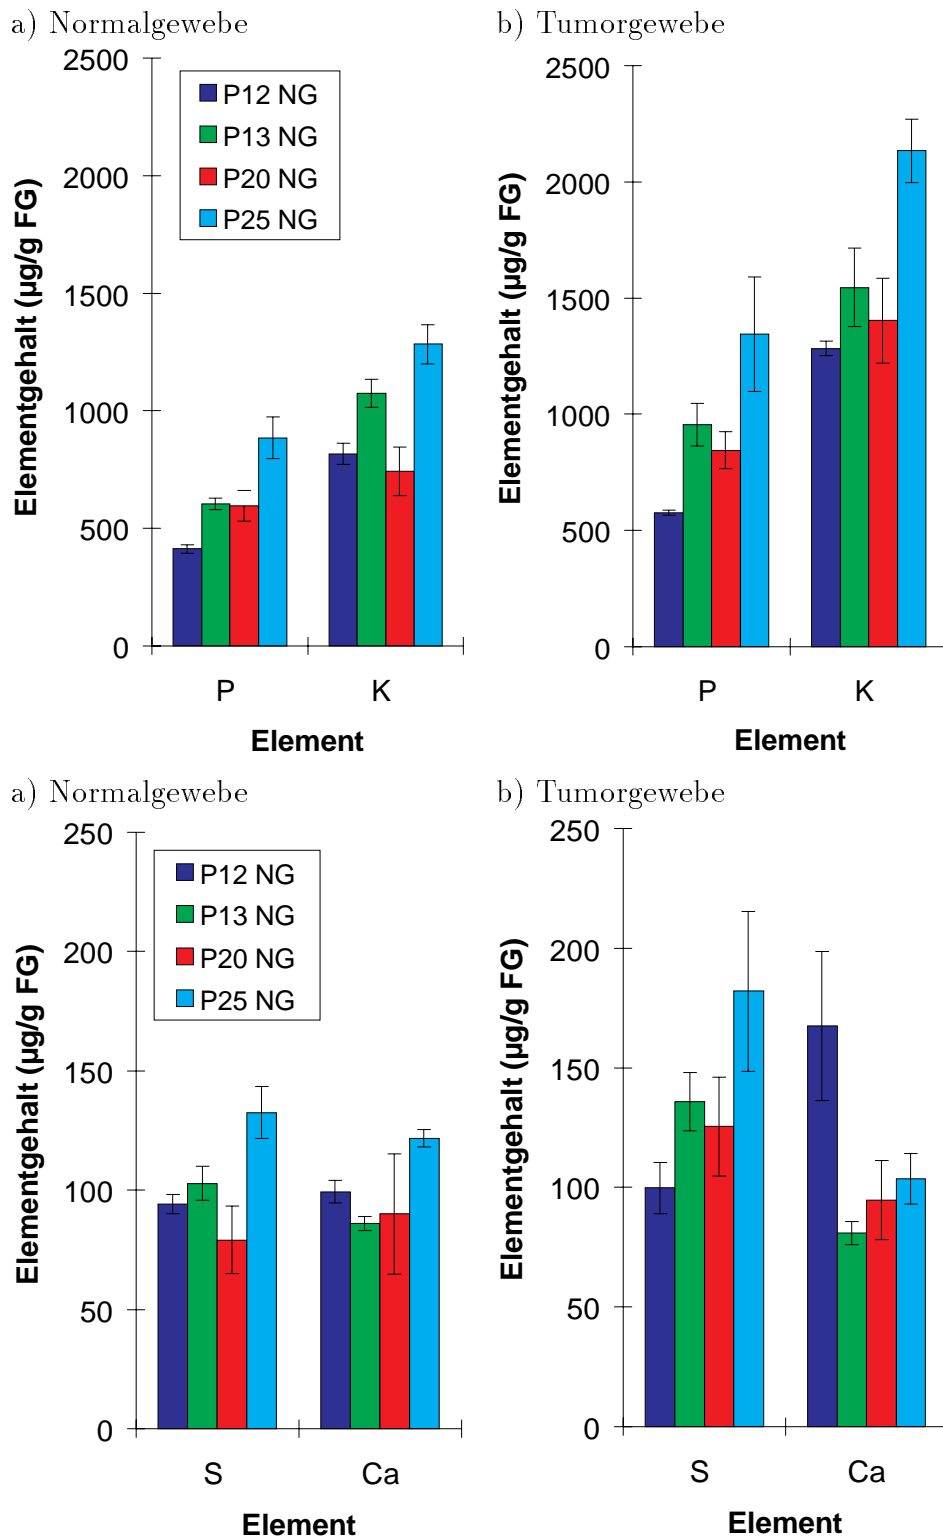 a) Normalgewebe
2500
2000
1500
1000
500
0
Elementgehalt (µg/g FG)
P12 NG
P13 NG
P20 NG
P25 NG
P
K
Element
b) Tumorgewebe
2500
2000
1500
1000
500
0
Elementgehalt (µg/g FG)
P
K
Element
a) Normalgewebe
250
200
150
100
50
0
Elementgehalt (µg/g FG)
P12 NG
P13 NG
P20 NG
P25 NG
S
Ca
Element
b) Tumorgewebe
250
200
150
100
50
0
Elementgehalt (µg/g FG)
S
Ca
Element